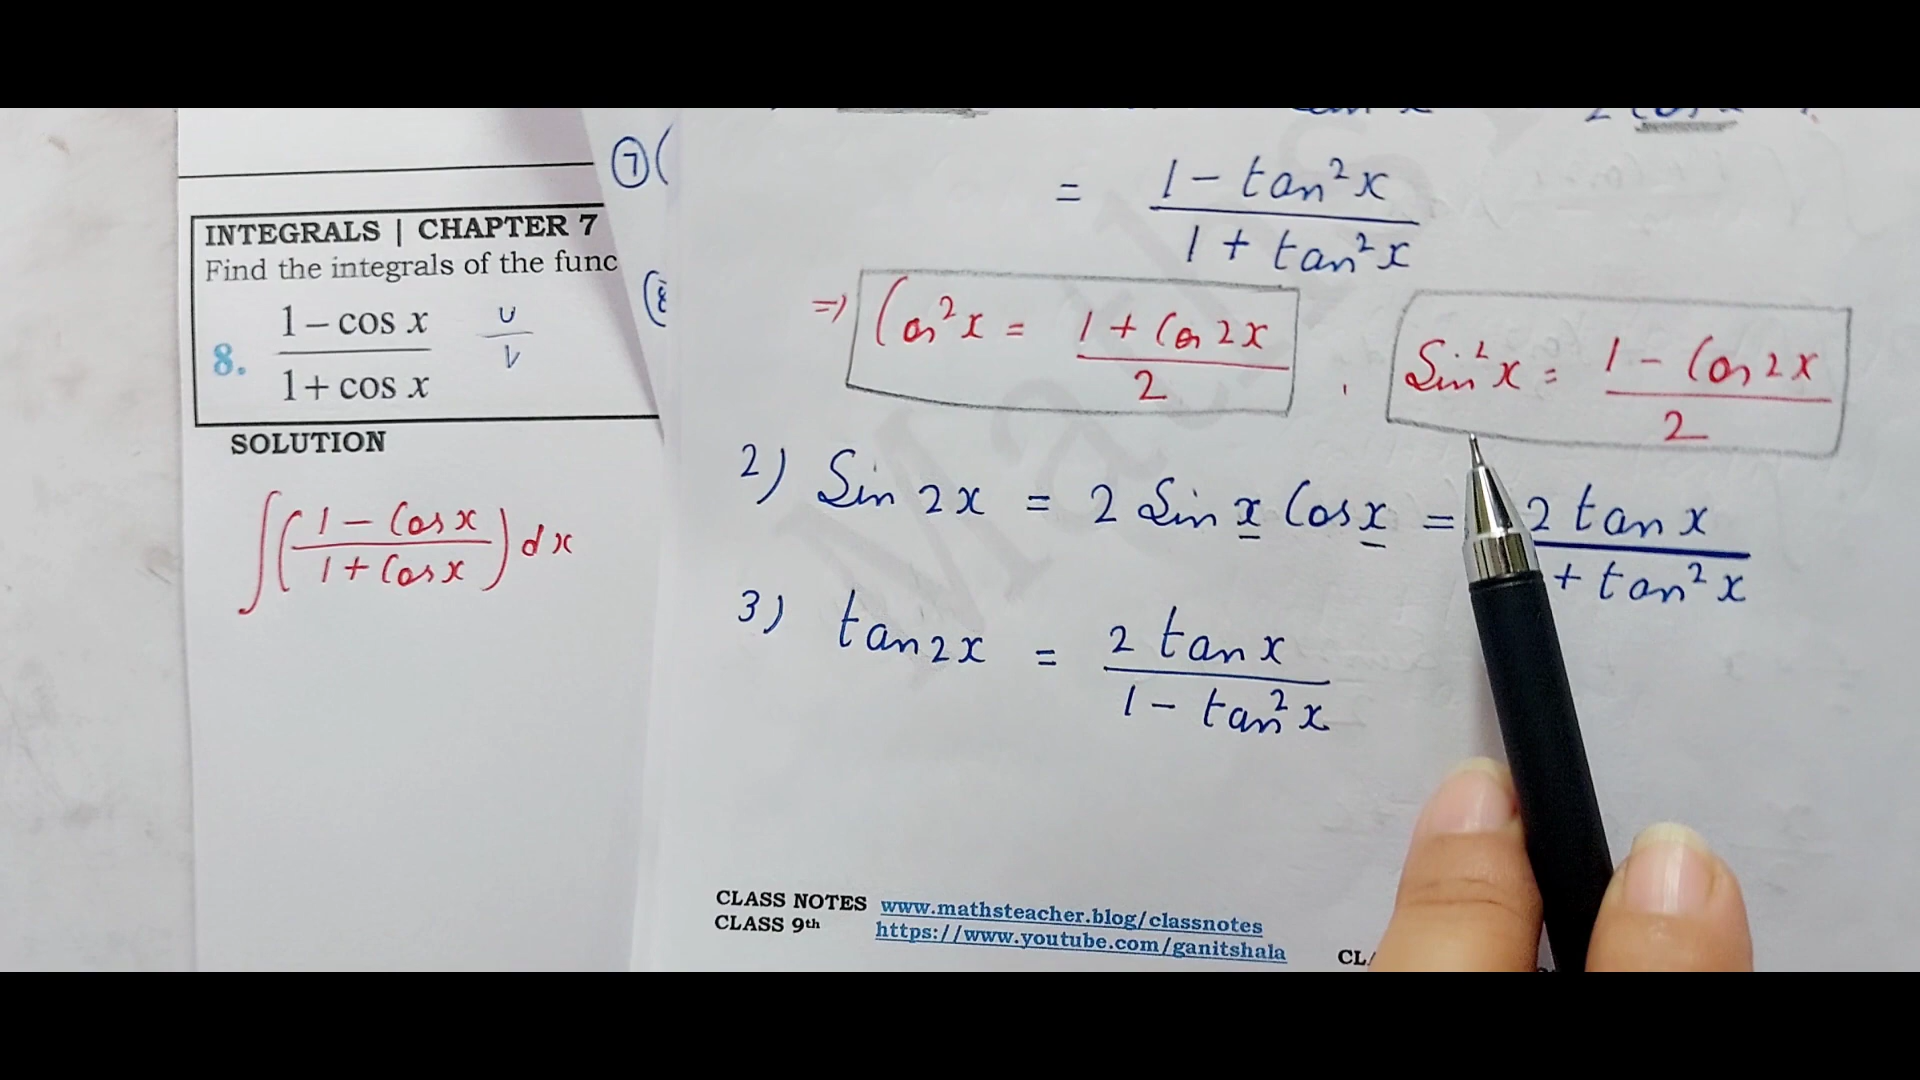 INTEGRALS | CHAPTER 7
Find the integrals of the func
8. 1 – cos x / 1 + cos x
U / V
SOLUTION
∫(1 - Cos x / 1 + Cos x) dx
⑦(
= 1 - tan²x / 1 + tan²x
⇒ Cos²x = 1 + Cos 2x / 2 , Sin²x = 1 - Cos 2x / 2
2) Sin 2x = 2 Sin x Cos x = 2 tan x / + tan²x
3) tan 2x = 2 tan x / 1 - tan²x
CLASS NOTES www.mathsteacher.blog/classnotes
CLASS 9th https://www.youtube.com/ganitshala